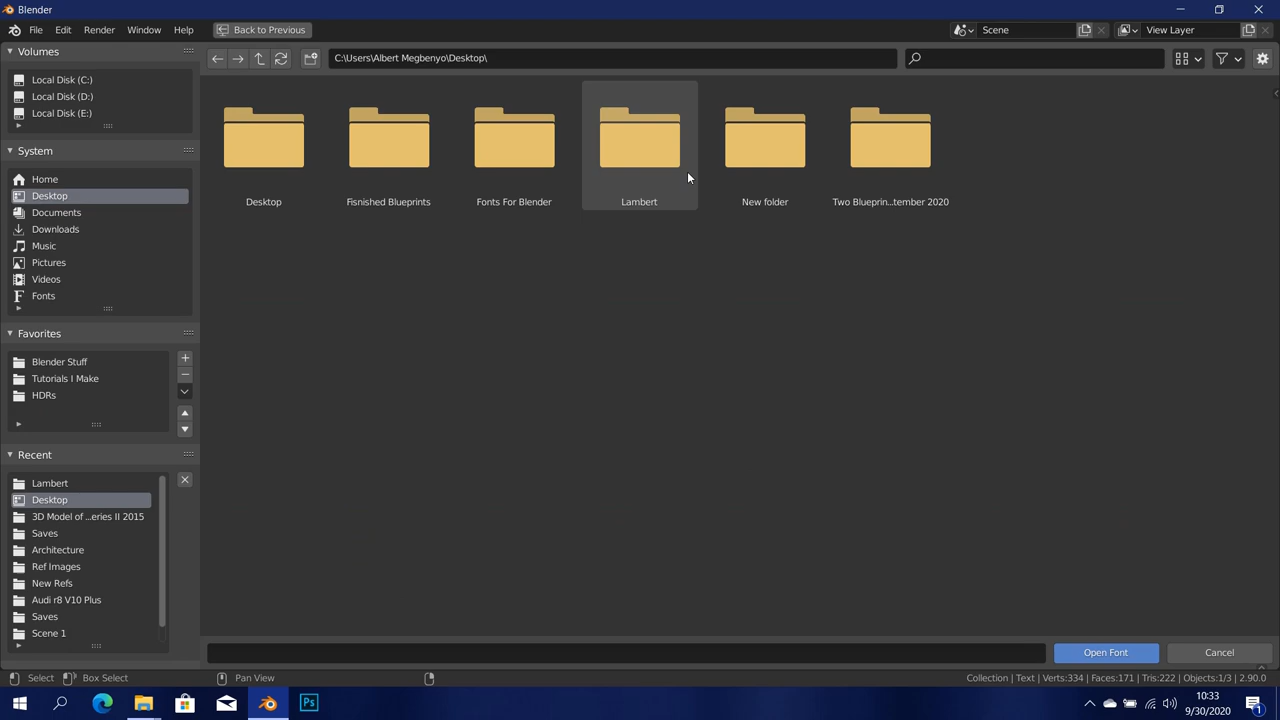 Blender
File Edit Render Window Help Back to Previous Scene View Layer
Volumes
C:\Users\Albert Megbenyo\Desktop\
Local Disk (C:)
Local Disk (D:)
Local Disk (E:)
System
Home
Desktop
Documents
Downloads
Music
Pictures
Videos
Fonts
Desktop Fisnished Blueprints Fonts For Blender Lambert New folder Two Blueprin...tember 2020
Favorites
Blender Stuff
Tutorials I Make
HDRs
Recent
Lambert
Desktop
3D Model of ...eries II 2015
Saves
Architecture
Ref Images
New Refs
Audi r8 V10 Plus
Saves
Scene 1
Open Font Cancel
Select Box Select Pan View Collection | Text | Verts:334 | Faces:171 | Tris:222 | Objects:1/3 | 2.90.0
Ps
10:33
9/30/2020
1